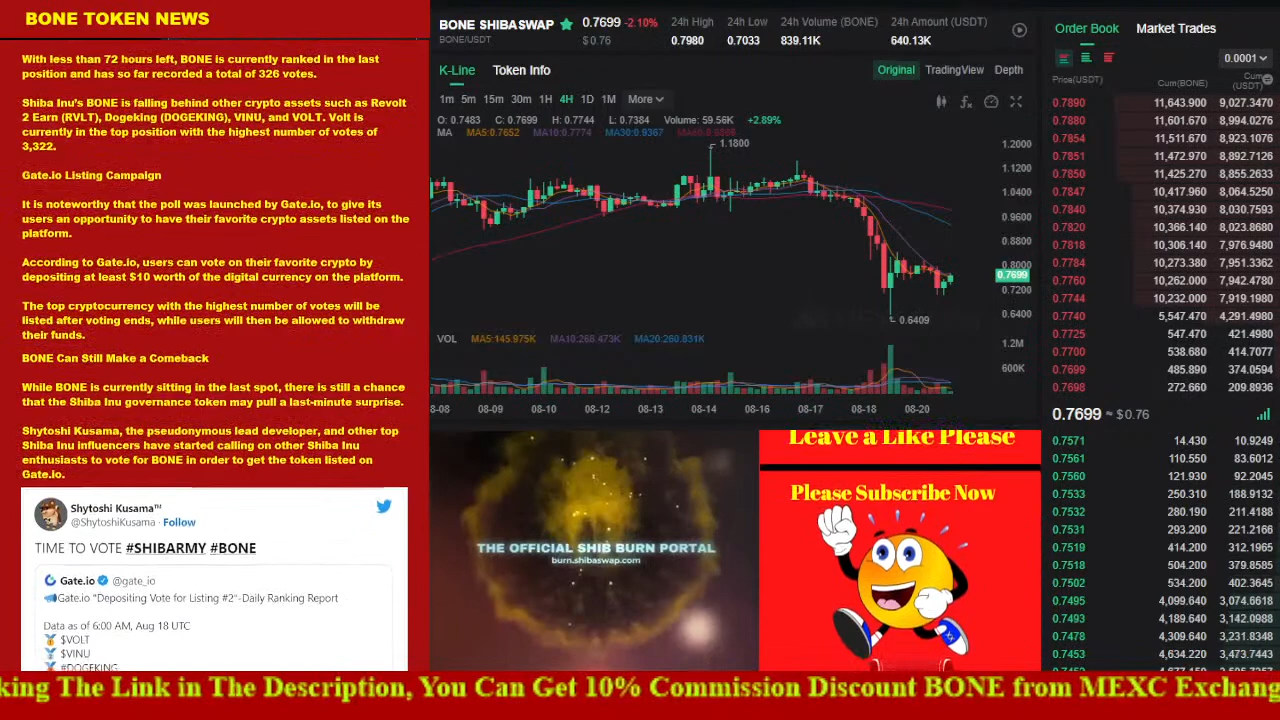 BONE TOKEN NEWS
With less than 72 hours left, BONE is currently ranked in the last
position and has so far recorded a total of 326 votes.
Shiba Inu's BONE is falling behind other crypto assets such as Revolt
2 Earn (RVLT), Dogeking (DOGEKING), VINU, and VOLT. Volt is
currently in the top position with the highest number of votes of
3,322.
Gate.io Listing Campaign
It is noteworthy that the poll was launched by Gate.io, to give its
users an opportunity to have their favorite crypto assets listed on the
platform.
According to Gate.io, users can vote on their favorite crypto by
depositing at least $10 worth of the digital currency on the platform.
The top cryptocurrency with the highest number of votes will be
listed after voting ends, while users will then be allowed to withdraw
their funds.
BONE Can Still Make a Comeback
While BONE is currently sitting in the last spot, there is still a chance
that the Shiba Inu governance token may pull a last-minute surprise.
Shytoshi Kusama, the pseudonymous lead developer, and other top
Shiba Inu influencers have started calling on other Shiba Inu
enthusiasts to vote for BONE in order to get the token listed on
Gate.io.
Shytoshi Kusama™
@ShytoshiKusama · Follow
TIME TO VOTE #SHIBARMY #BONE
Gate.io @gate_io
Gate.io "Depositing Vote for Listing #2"-Daily Ranking Report
Data as of 6:00 AM, Aug 18 UTC
$VOLT
$VINU
#DOGEKING
BONE SHIBASWAP
BONE/USDT
0.7699 -2.10%
$ 0.76
24h High
0.7980
24h Low
0.7033
24h Volume (BONE)
839.11K
24h Amount (USDT)
640.13K
K-Line Token Info
Original TradingView Depth
1m 5m 15m 30m 1H 4H 1D 1M More
O: 0.7483 C: 0.7699 H: 0.7744 L: 0.7384 Volume: 59.56K +2.89%
MA MA5:0.7652 MA10:0.7774 MA30:0.9367
1.1800
1.2000
1.1200
1.0400
0.9600
0.8800
0.8000
0.7699
0.7200
0.6400
0.6409
VOL MA5:145.975K MA10:268.473K MA20:260.831K
1.2M
600K
8-08 08-09 08-10 08-12 08-13 08-14 08-16 08-17 08-18 08-20
THE OFFICIAL SHIB BURN PORTAL
burn.shibaswap.com
Leave a Like Please
Please Subscribe Now
Order Book Market Trades
0.0001
Price(USDT) Cum(BONE) Cum (USDT)
0.7890 11,643.900 9,027.3470
0.7880 11,601.670 8,994.0276
0.7854 11,511.670 8,923.1076
0.7851 11,472.970 8,892.7126
0.7850 11,425.270 8,855.2633
0.7847 10,417.960 8,064.5250
0.7840 10,374.590 8,030.7593
0.7820 10,366.140 8,023.8680
0.7818 10,306.140 7,976.9480
0.7784 10,273.380 7,951.3362
0.7760 10,262.000 7,942.4780
0.7744 10,232.000 7,919.1980
0.7740 5,547.470 4,291.4980
0.7725 547.470 421.4980
0.7700 538.680 414.7077
0.7699 485.890 374.0594
0.7698 272.660 209.8936
0.7699 ≈ $0.76
0.7571 14.430 10.9249
0.7561 110.550 83.6012
0.7560 121.930 92.2045
0.7533 250.310 188.9132
0.7532 280.190 211.4188
0.7531 293.200 221.2166
0.7519 414.200 312.1965
0.7518 504.200 379.8585
0.7502 534.200 402.3645
0.7495 4,099.640 3,074.6618
0.7493 4,189.640 3,142.0988
0.7478 4,309.640 3,231.8348
0.7453 4,634.220 3,473.7443
king The Link in The Description, You Can Get 10% Commission Discount BONE from MEXC Exchang